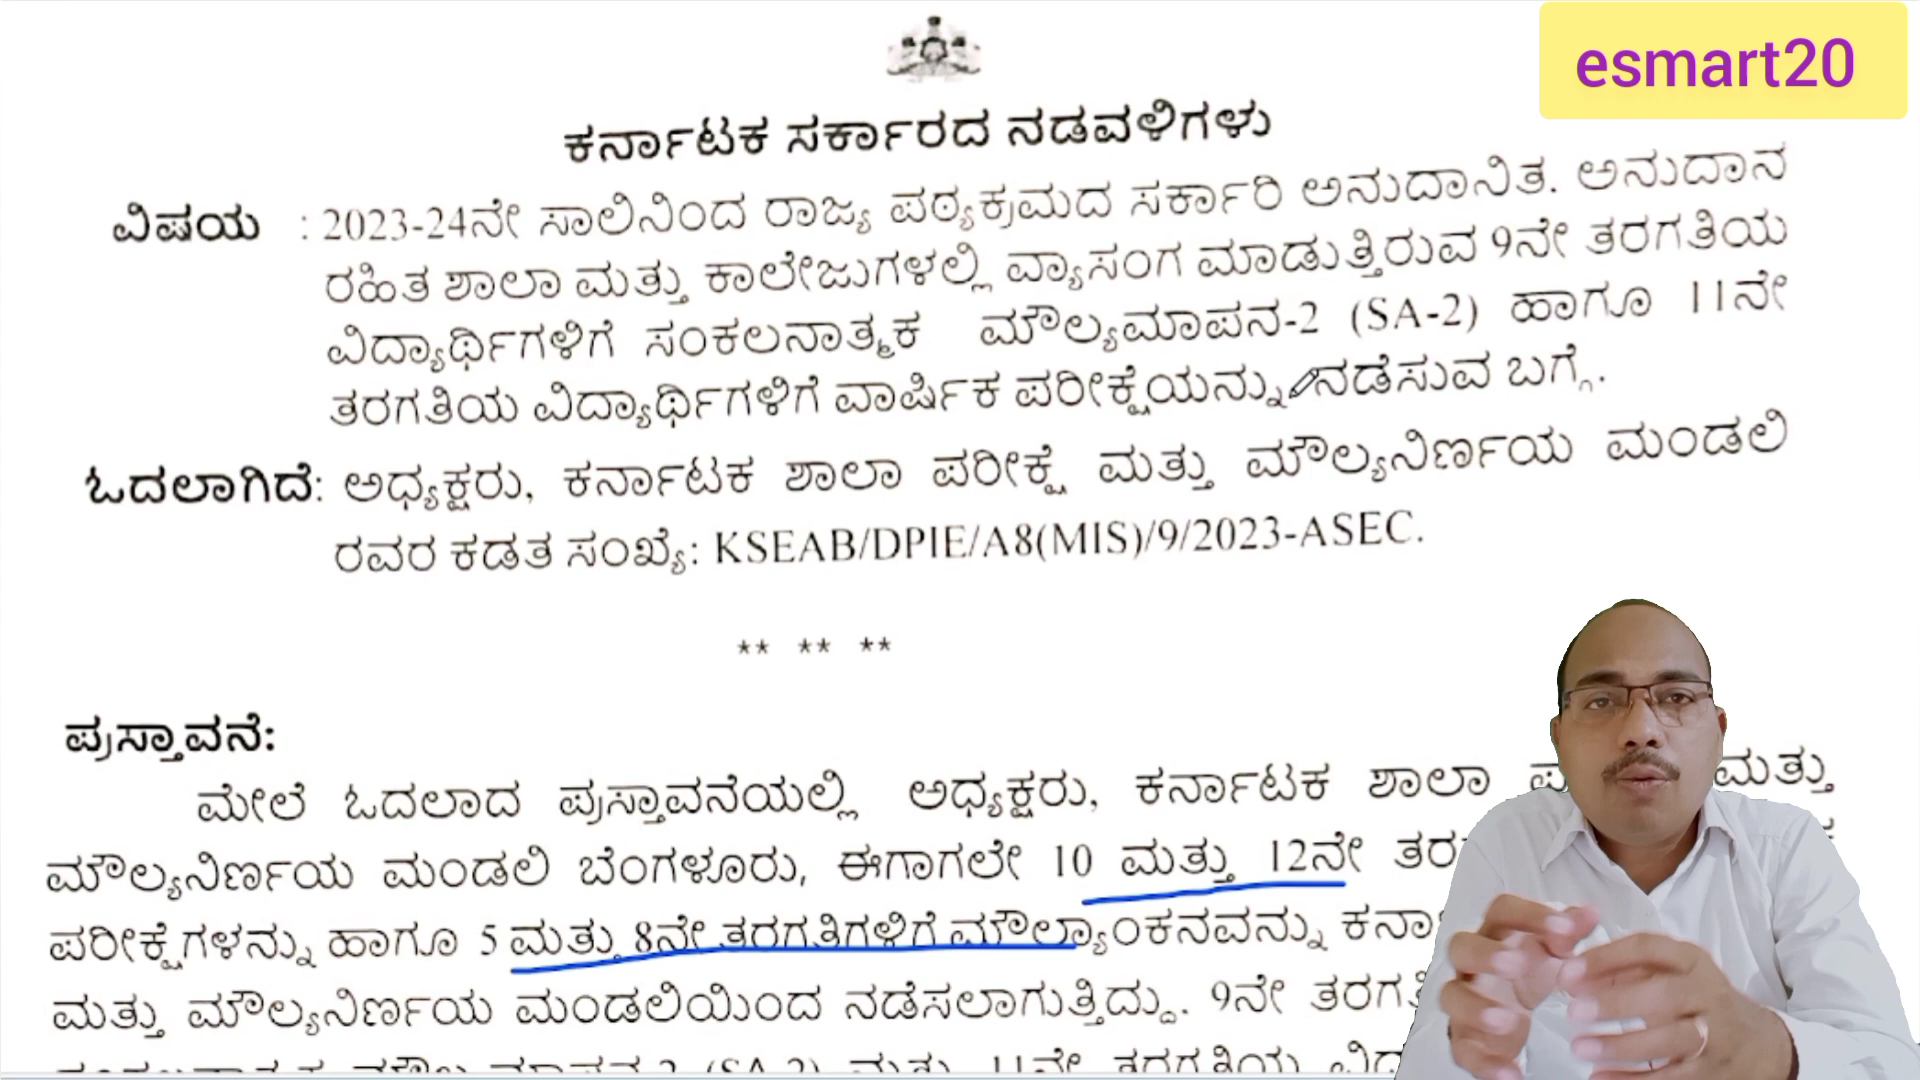 esmart20
ಕರ್ನಾಟಕ ಸರ್ಕಾರದ ನಡವಳಿಗಳು
ವಿಷಯ : 2023-24ನೇ ಸಾಲಿನಿಂದ ರಾಜ್ಯ ಪಠ್ಯಕ್ರಮದ ಸರ್ಕಾರಿ ಅನುದಾನಿತ. ಅನುದಾನ
ರಹಿತ ಶಾಲಾ ಮತ್ತು ಕಾಲೇಜುಗಳಲ್ಲಿ ವ್ಯಾಸಂಗ ಮಾಡುತ್ತಿರುವ 9ನೇ ತರಗತಿಯ
ವಿದ್ಯಾರ್ಥಿಗಳಿಗೆ ಸಂಕಲನಾತ್ಮಕ ಮೌಲ್ಯಮಾಪನ-2 (SA-2) ಹಾಗೂ 11ನೇ
ತರಗತಿಯ ವಿದ್ಯಾರ್ಥಿಗಳಿಗೆ ವಾರ್ಷಿಕ ಪರೀಕ್ಷೆಯನ್ನು ನಡೆಸುವ ಬಗ್ಗೆ.
ಓದಲಾಗಿದೆ: ಅಧ್ಯಕ್ಷರು, ಕರ್ನಾಟಕ ಶಾಲಾ ಪರೀಕ್ಷೆ ಮತ್ತು ಮೌಲ್ಯನಿರ್ಣಯ ಮಂಡಲಿ
ರವರ ಕಡತ ಸಂಖ್ಯೆ: KSEAB/DPIE/A8(MIS)/9/2023-ASEC.
** ** **
ಪ್ರಸ್ತಾವನೆ:
ಮೇಲೆ ಓದಲಾದ ಪ್ರಸ್ತಾವನೆಯಲ್ಲಿ ಅಧ್ಯಕ್ಷರು, ಕರ್ನಾಟಕ ಶಾಲಾ ಮತ್ತು
ಮೌಲ್ಯನಿರ್ಣಯ ಮಂಡಲಿ ಬೆಂಗಳೂರು, ಈಗಾಗಲೇ 10 ಮತ್ತು 12ನೇ
ಪರೀಕ್ಷೆಗಳನ್ನು ಹಾಗೂ 5 ಮತ್ತು 8ನೇ ತರಗತಿಗಳಿಗೆ ಮೌಲ್ಯಾಂಕನವನ್ನು
ಮತ್ತು ಮೌಲ್ಯನಿರ್ಣಯ ಮಂಡಲಿಯಿಂದ ನಡೆಸಲಾಗುತ್ತಿದ್ದು. 9ನೇ